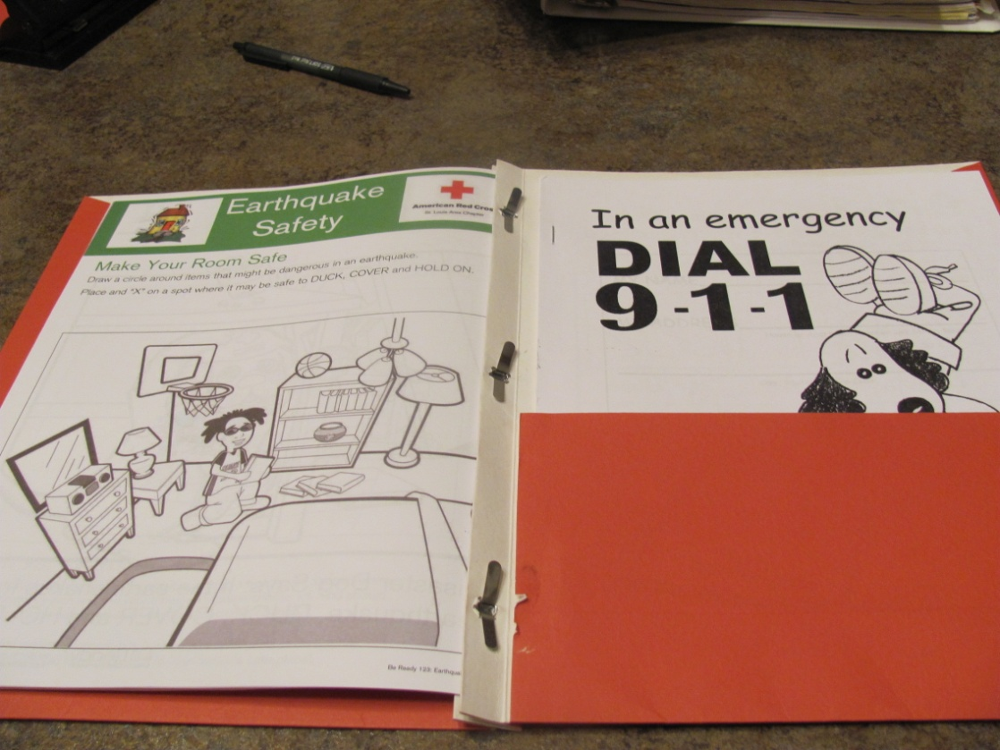 Earthquake
Safety
American Red Cros
St. Louis Area Chapter
Make Your Room Safe
Draw a circle around items that might be dangerous in an earthquake.
Place and "X" on a spot where it may be safe to DUCK, COVER and HOLD ON.
Be Ready 123: Earthqua
In an emergency
DIAL
9-1-1